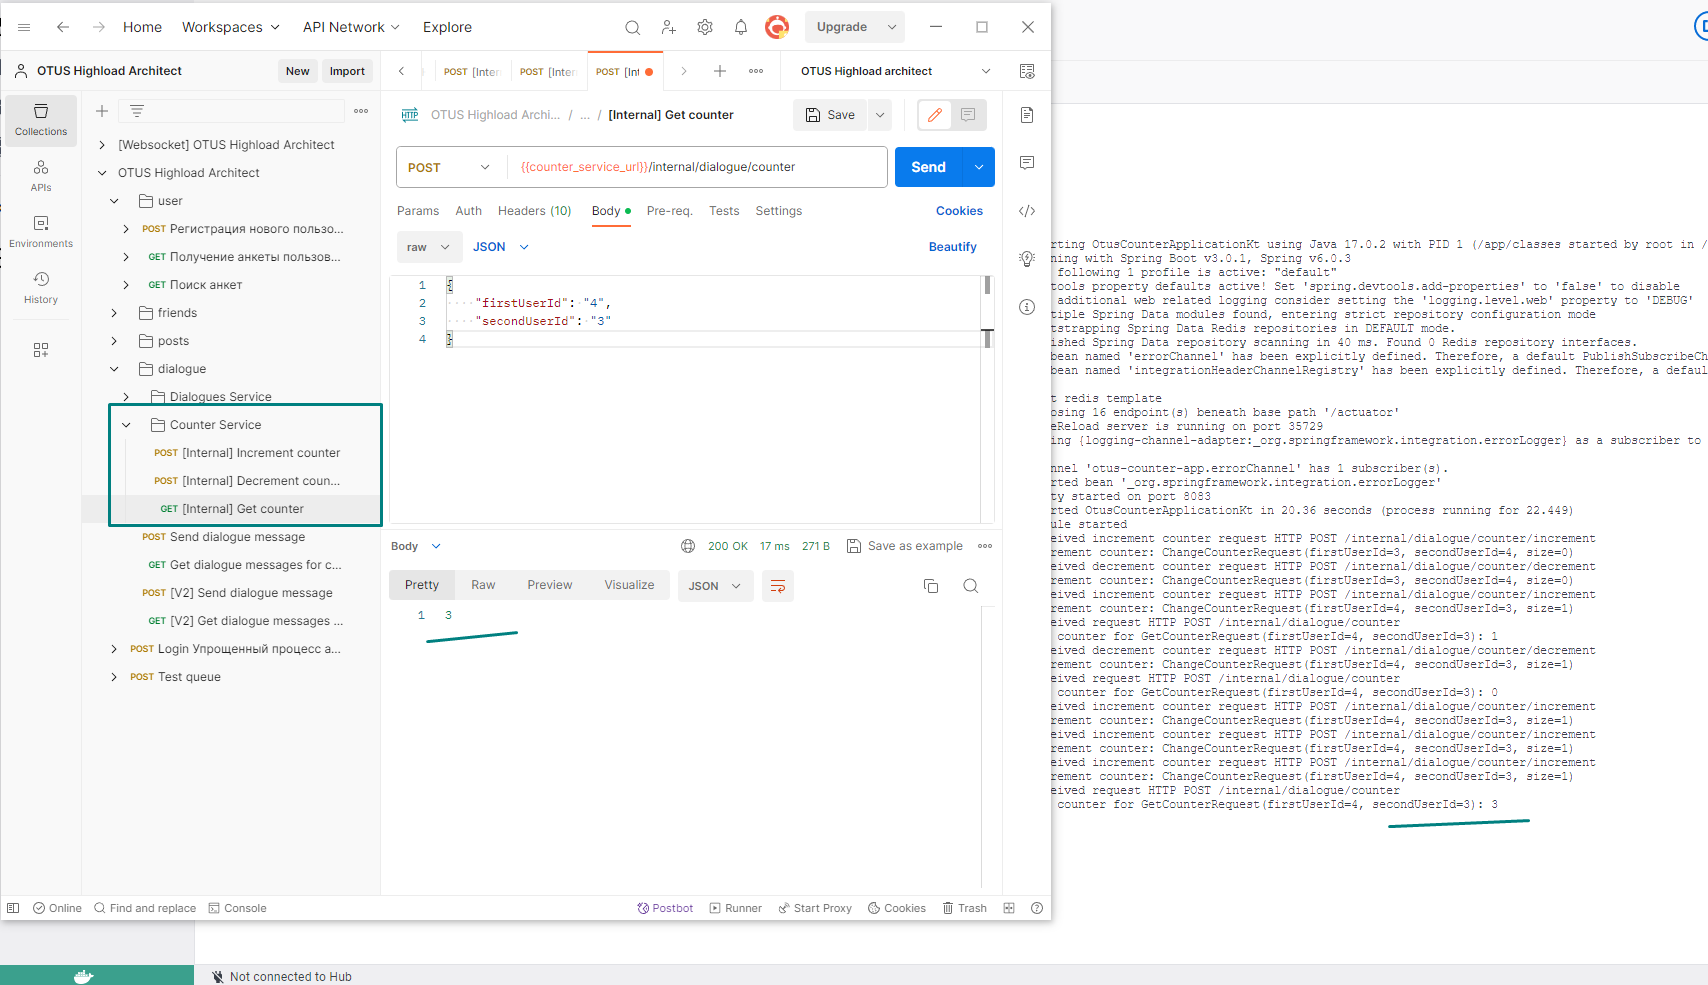 Home
Workspaces
API Network
Explore
Upgrade
OTUS Highload Architect
New
Import
POST [Inter
POST [Inter
POST [Int
OTUS Highload architect
Collections
APIs
Environments
History
[Websocket] OTUS Highload Architect
OTUS Highload Architect
user
POST Регистрация нового пользо...
GET Получение анкеты пользов...
GET Поиск анкет
friends
posts
dialogue
Dialogues Service
Counter Service
POST [Internal] Increment counter
POST [Internal] Decrement coun...
GET [Internal] Get counter
POST Send dialogue message
GET Get dialogue messages for c...
POST [V2] Send dialogue message
GET [V2] Get dialogue messages ...
POST Login Упрощенный процесс а...
POST Test queue
HTTP OTUS Highload Archi... / ... / [Internal] Get counter
Save
POST
{{counter_service_url}}/internal/dialogue/counter
Send
Params Auth Headers (10) Body Pre-req. Tests Settings
Cookies
raw
JSON
Beautify
1 {
2 "firstUserId": "4",
3 "secondUserId": "3"
4 }
Body
200 OK 17 ms 271 B
Save as example
Pretty Raw Preview Visualize
JSON
1 3
Online
Find and replace
Console
Postbot
Runner
Start Proxy
Cookies
Trash
rting OtusCounterApplicationKt using Java 17.0.2 with PID 1 (/app/classes started by root in /
ning with Spring Boot v3.0.1, Spring v6.0.3
following 1 profile is active: "default"
tools property defaults active! Set 'spring.devtools.add-properties' to 'false' to disable
additional web related logging consider setting the 'logging.level.web' property to 'DEBUG'
tiple Spring Data modules found, entering strict repository configuration mode
tstrapping Spring Data Redis repositories in DEFAULT mode.
ished Spring Data repository scanning in 40 ms. Found 0 Redis repository interfaces.
bean named 'errorChannel' has been explicitly defined. Therefore, a default PublishSubscribeCh
bean named 'integrationHeaderChannelRegistry' has been explicitly defined. Therefore, a defaul
t redis template
osing 16 endpoint(s) beneath base path '/actuator'
eReload server is running on port 35729
ing {logging-channel-adapter:_org.springframework.integration.errorLogger} as a subscriber to
nnel 'otus-counter-app.errorChannel' has 1 subscriber(s).
rted bean '_org.springframework.integration.errorLogger'
ty started on port 8083
rted OtusCounterApplicationKt in 20.36 seconds (process running for 22.449)
ule started
eived increment counter request HTTP POST /internal/dialogue/counter/increment
rement counter: ChangeCounterRequest(firstUserId=3, secondUserId=4, size=0)
eived decrement counter request HTTP POST /internal/dialogue/counter/decrement
rement counter: ChangeCounterRequest(firstUserId=4, secondUserId=3, size=0)
eived increment counter request HTTP POST /internal/dialogue/counter/increment
rement counter: ChangeCounterRequest(firstUserId=4, secondUserId=3, size=1)
eived request HTTP POST /internal/dialogue/counter
counter for GetCounterRequest(firstUserId=4, secondUserId=3): 1
eived decrement counter request HTTP POST /internal/dialogue/counter/decrement
rement counter: ChangeCounterRequest(firstUserId=4, secondUserId=3, size=1)
eived request HTTP POST /internal/dialogue/counter
counter for GetCounterRequest(firstUserId=4, secondUserId=3): 0
eived increment counter request HTTP POST /internal/dialogue/counter/increment
rement counter: ChangeCounterRequest(firstUserId=4, secondUserId=3, size=1)
eived increment counter request HTTP POST /internal/dialogue/counter/increment
rement counter: ChangeCounterRequest(firstUserId=4, secondUserId=3, size=1)
eived increment counter request HTTP POST /internal/dialogue/counter/increment
rement counter: ChangeCounterRequest(firstUserId=4, secondUserId=3, size=1)
eived request HTTP POST /internal/dialogue/counter
counter for GetCounterRequest(firstUserId=4, secondUserId=3): 3
Not connected to Hub